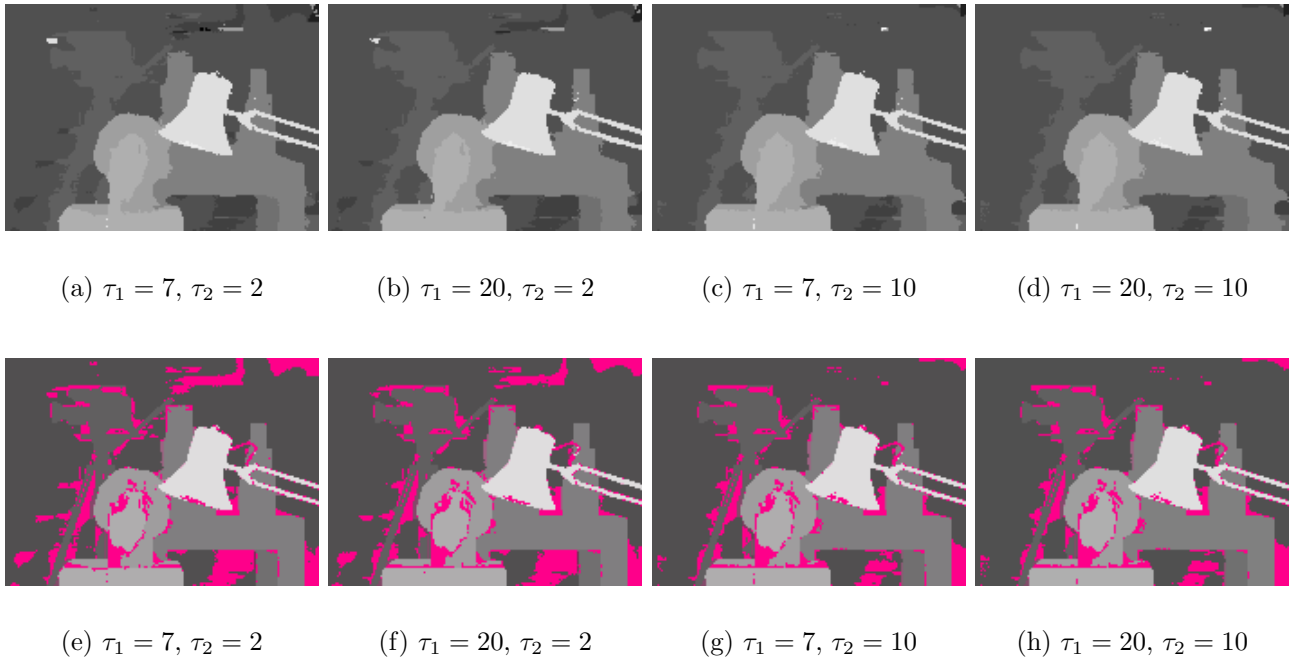 (a) τ₁ = 7, τ₂ = 2 (b) τ₁ = 20, τ₂ = 2 (c) τ₁ = 7, τ₂ = 10 (d) τ₁ = 20, τ₂ = 10
(e) τ₁ = 7, τ₂ = 2 (f) τ₁ = 20, τ₂ = 2 (g) τ₁ = 7, τ₂ = 10 (h) τ₁ = 20, τ₂ = 10